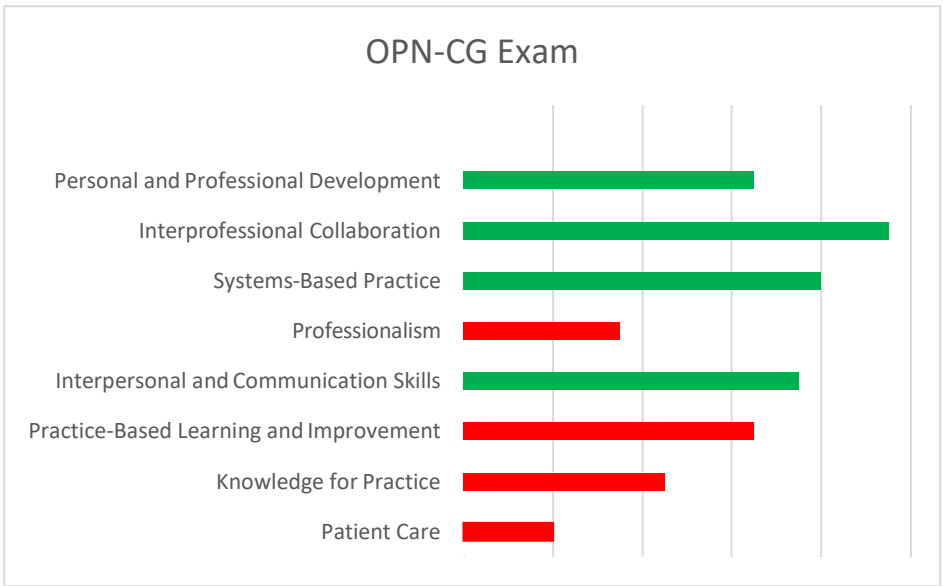 OPN-CG Exam
Personal and Professional Development
Interprofessional Collaboration
Systems-Based Practice
Professionalism
Interpersonal and Communication Skills
Practice-Based Learning and Improvement
Knowledge for Practice
Patient Care